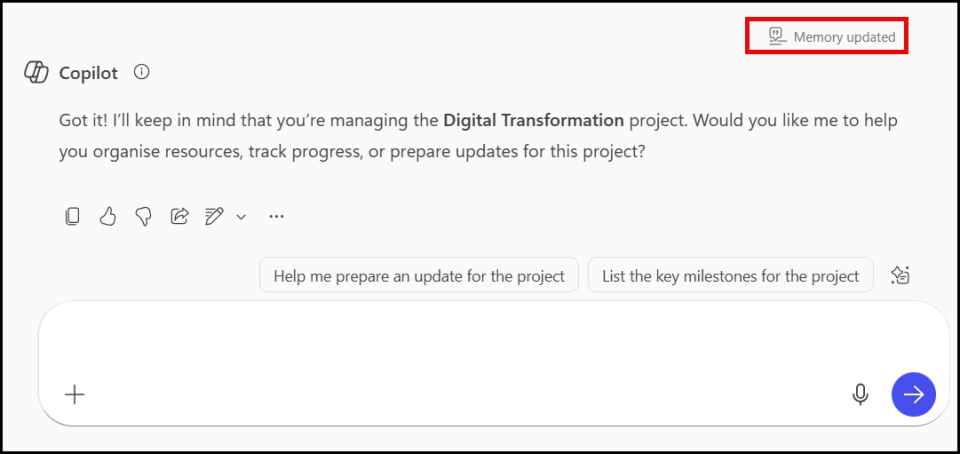 Memory updated
Copilot
Got it! I’ll keep in mind that you’re managing the Digital Transformation project. Would you like me to help
you organise resources, track progress, or prepare updates for this project?
Help me prepare an update for the project
List the key milestones for the project